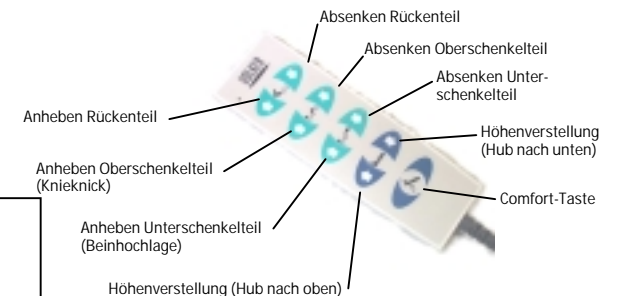 Absenken Rückenteil
Absenken Oberschenkelteil
Absenken Unter-
schenkelteil
Anheben Rückenteil
Höhenverstellung
(Hub nach unten)
Anheben Oberschenkelteil
(Knieknick)
Comfort-Taste
Anheben Unterschenkelteil
(Beinhochlage)
Höhenverstellung (Hub nach oben)